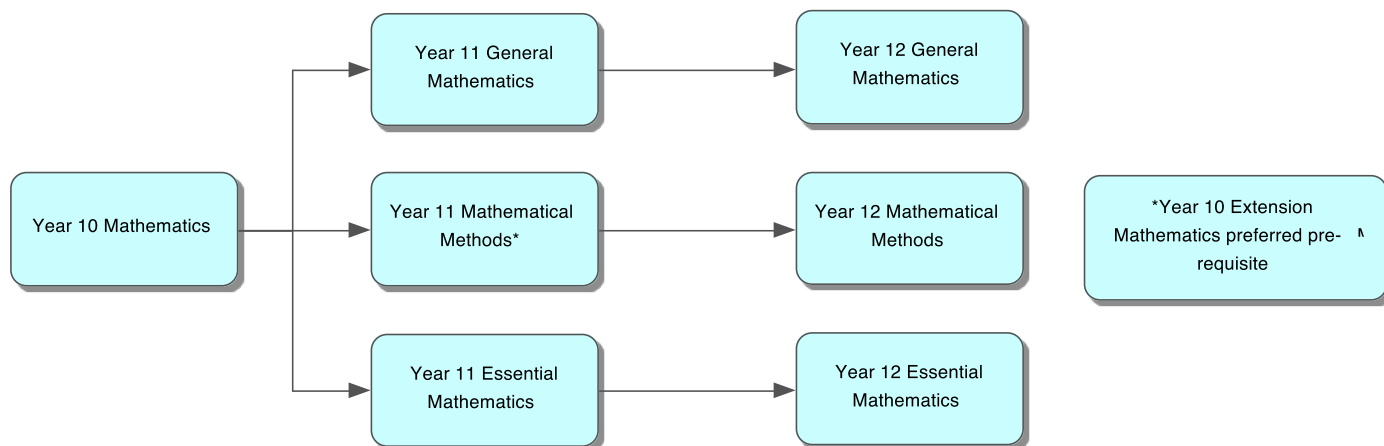 Year 11 General
Mathematics
Year 12 General
Mathematics
Year 10 Mathematics
Year 11 Mathematical
Methods*
Year 12 Mathematical
Methods
*Year 10 Extension
Mathematics preferred pre-
requisite
Year 11 Essential
Mathematics
Year 12 Essential
Mathematics